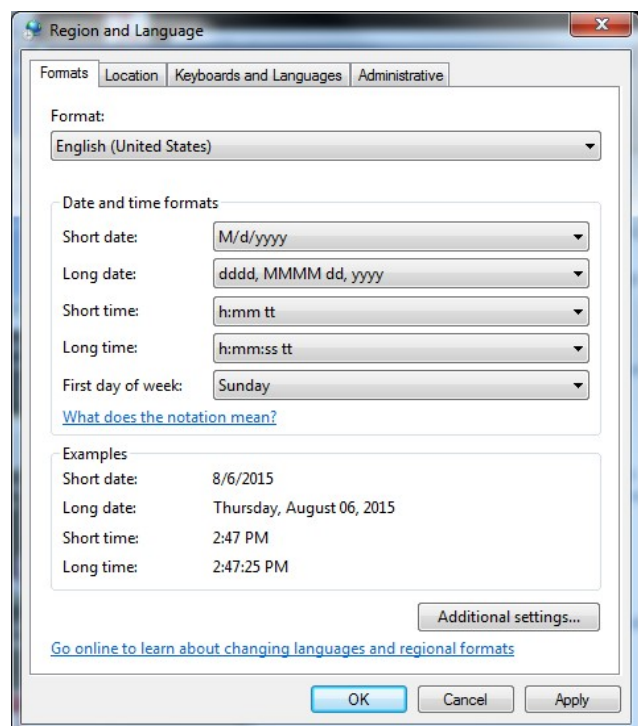 Region and Language
Formats Location Keyboards and Languages Administrative
Format:
English (United States)
Date and time formats
Short date: M/d/yyyy
Long date: dddd, MMMM dd, yyyy
Short time: h:mm tt
Long time: h:mm:ss tt
First day of week: Sunday
What does the notation mean?
Examples
Short date: 8/6/2015
Long date: Thursday, August 06, 2015
Short time: 2:47 PM
Long time: 2:47:25 PM
Additional settings...
Go online to learn about changing languages and regional formats
OK Cancel Apply